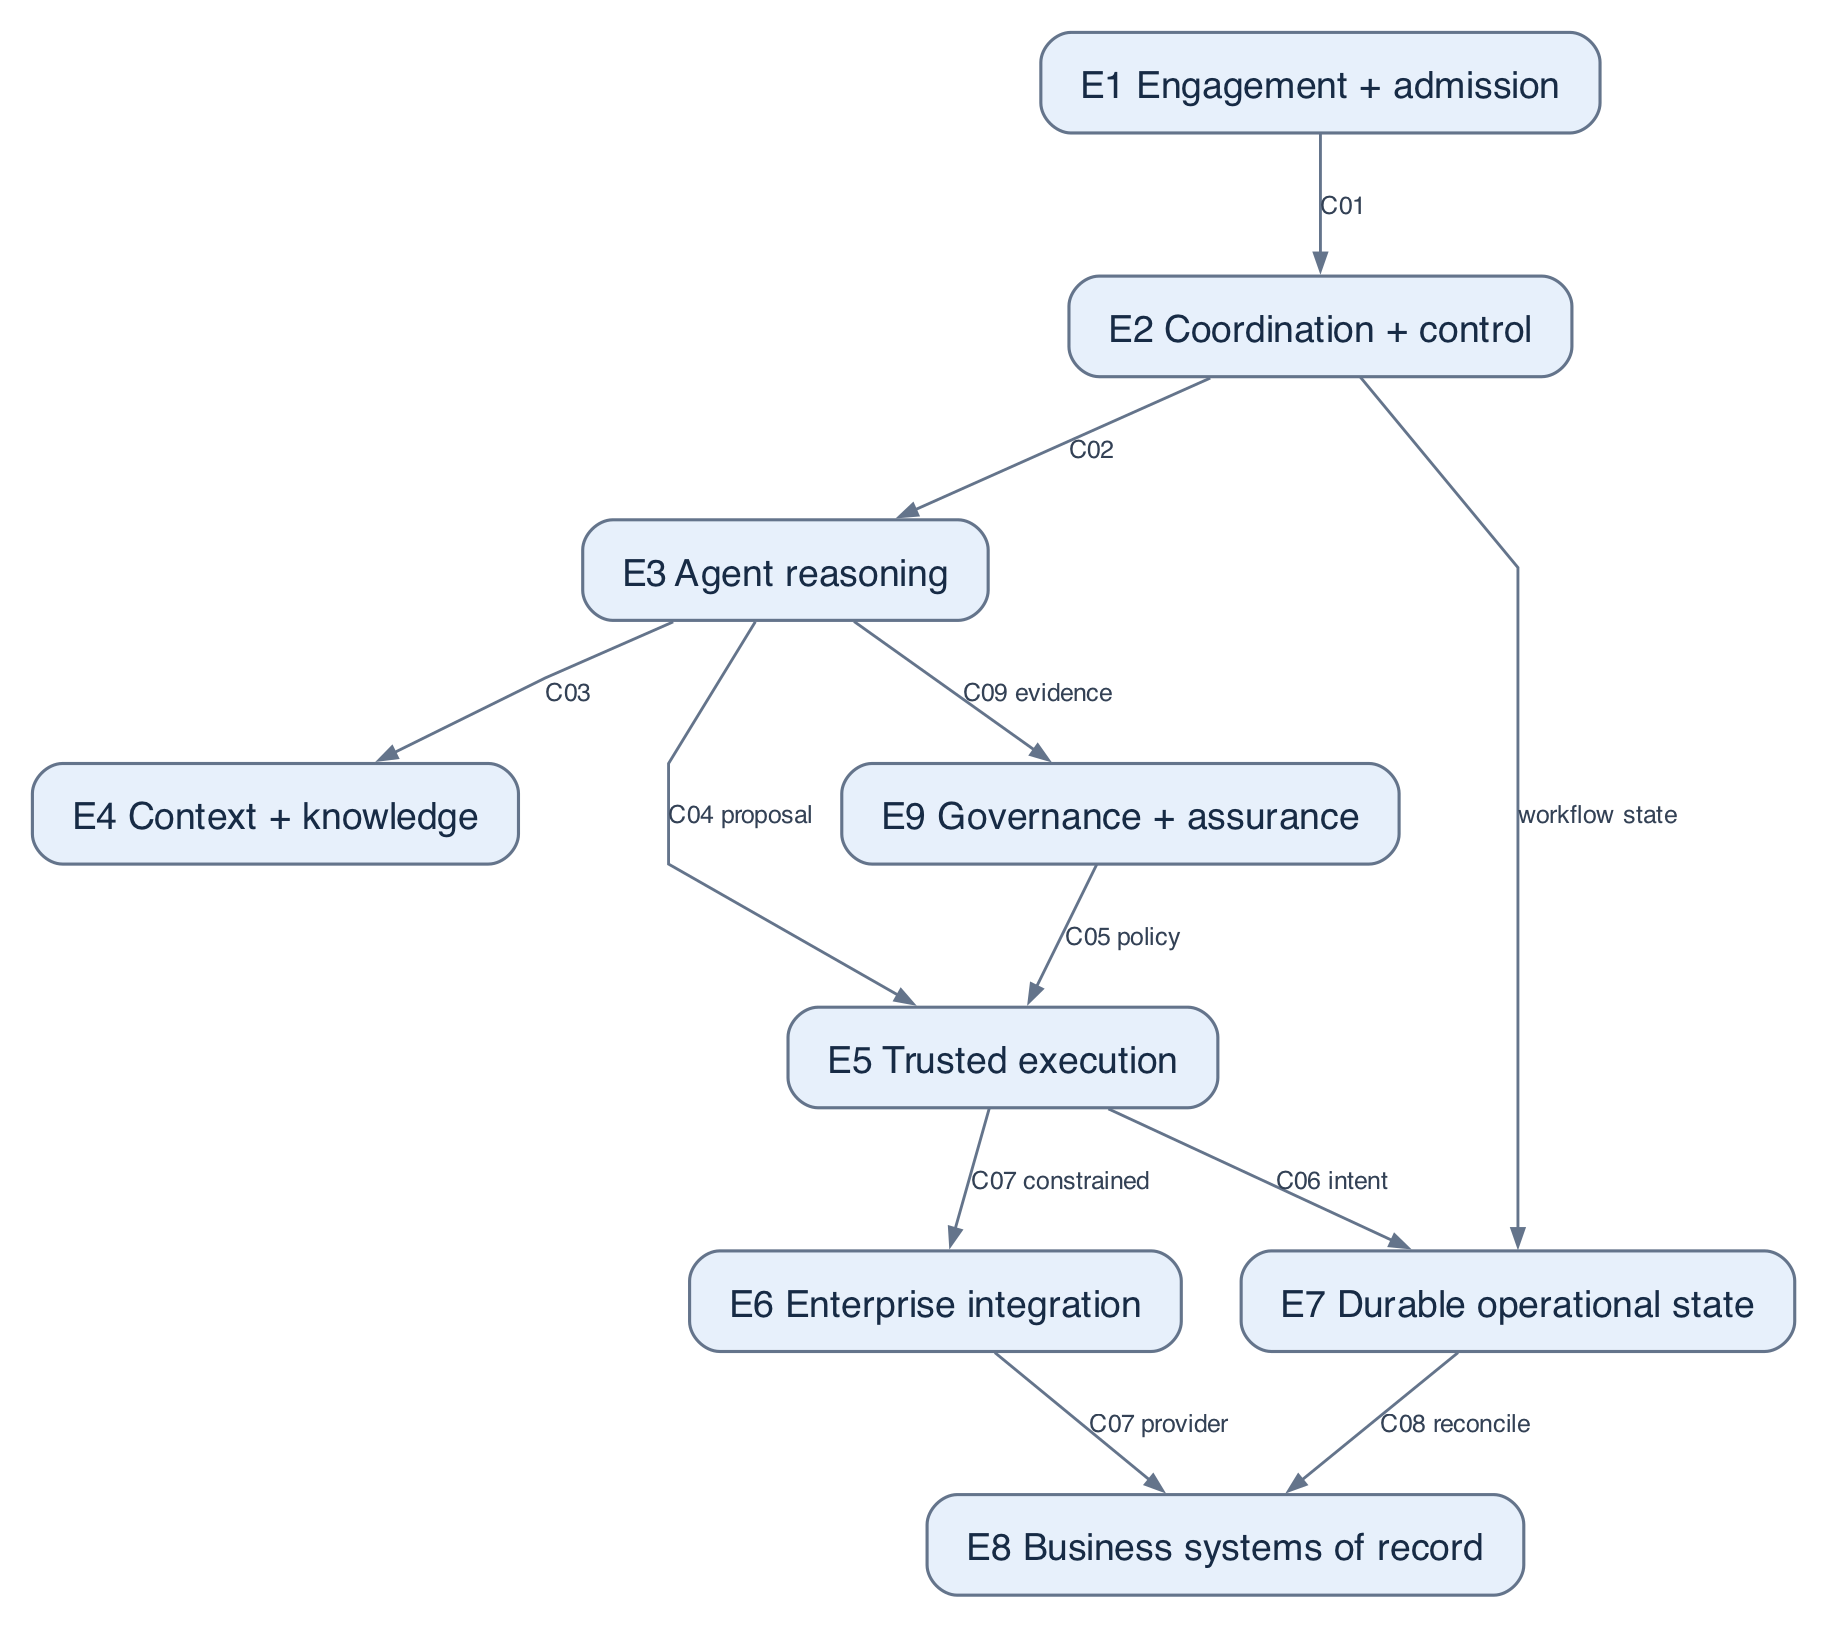 E1 Engagement + admission
C01
E2 Coordination + control
C02
E3 Agent reasoning
C03
C09 evidence
E4 Context + knowledge
C04 proposal
E9 Governance + assurance
workflow state
C05 policy
E5 Trusted execution
C07 constrained
C06 intent
E6 Enterprise integration
E7 Durable operational state
C07 provider
C08 reconcile
E8 Business systems of record